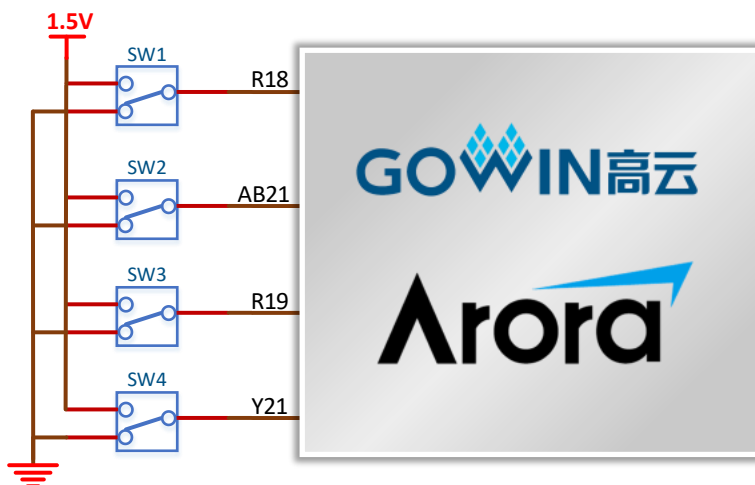 1.5V
SW1
R18
SW2
AB21
SW3
R19
SW4
Y21
GOWIN高云
Arora